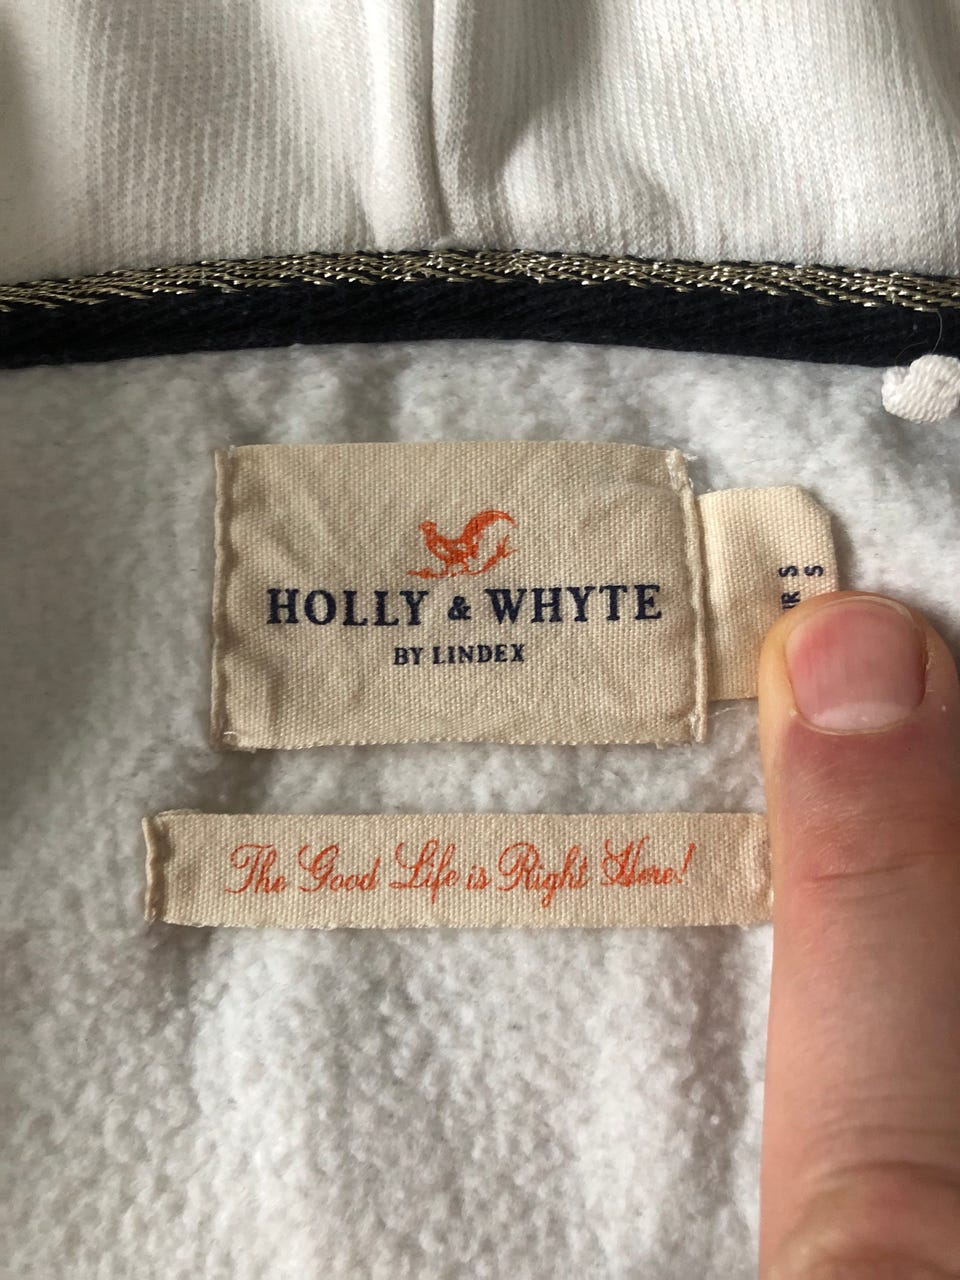 HOLLY & WHYTE
BY LINDEX
S
S
The Good Life is Right Here!